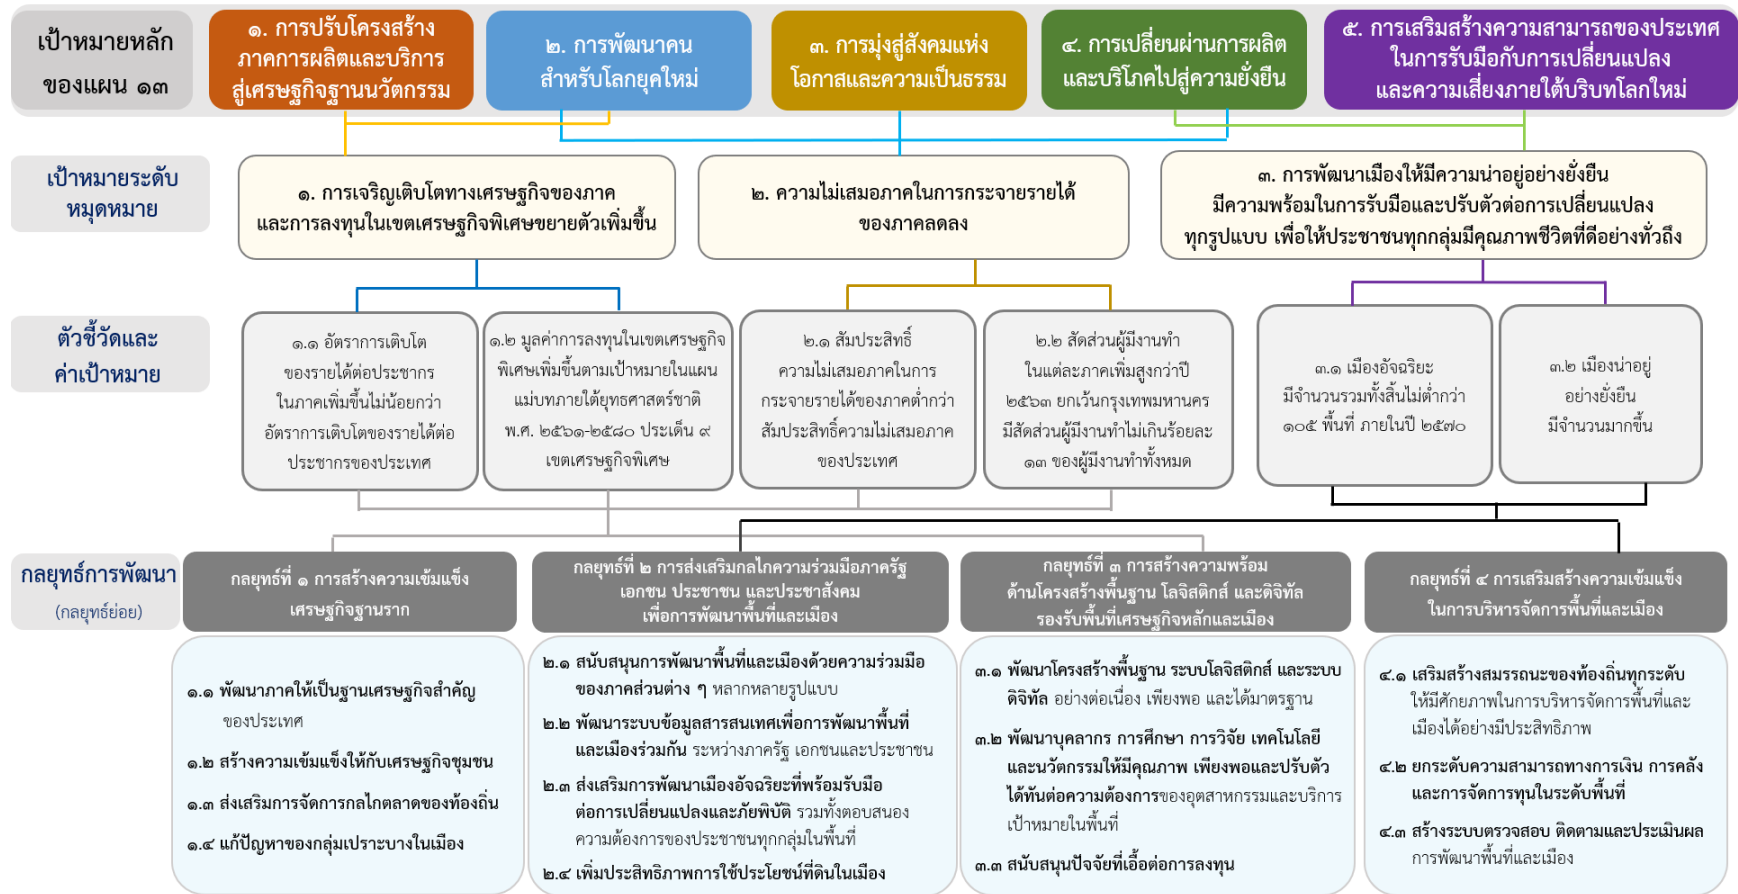 เป้าหมายหลัก
ของแผน ๑๓
๑. การปรับโครงสร้าง
ภาคการผลิตและบริการ
สู่เศรษฐกิจฐานนวัตกรรม
๒. การพัฒนาคน
สำหรับโลกยุคใหม่
๓. การมุ่งสู่สังคมแห่ง
โอกาสและความเป็นธรรม
๔. การเปลี่ยนผ่านการผลิต
และบริโภคไปสู่ความยั่งยืน
๕. การเสริมสร้างความสามารถของประเทศ
ในการรับมือกับการเปลี่ยนแปลง
และความเสี่ยงภายใต้บริบทโลกใหม่
เป้าหมายระดับ
หมุดหมาย
๑. การเจริญเติบโตทางเศรษฐกิจของภาค
และการลงทุนในเขตเศรษฐกิจพิเศษขยายตัวเพิ่มขึ้น
๒. ความไม่เสมอภาคในการกระจายรายได้
ของภาคลดลง
๓. การพัฒนาเมืองให้มีความน่าอยู่อย่างยั่งยืน
มีความพร้อมในการรับมือและปรับตัวต่อการเปลี่ยนแปลง
ทุกรูปแบบ เพื่อให้ประชาชนทุกกลุ่มมีคุณภาพชีวิตที่ดีอย่างทั่วถึง
ตัวชี้วัดและ
ค่าเป้าหมาย
๑.๑ อัตราการเติบโต
ของรายได้ต่อประชากร
ในภาคเพิ่มขึ้นไม่น้อยกว่า
อัตราการเติบโตของรายได้ต่อ
ประชากรของประเทศ
๑.๒ มูลค่าการลงทุนในเขตเศรษฐกิจ
พิเศษเพิ่มขึ้นตามเป้าหมายในแผน
แม่บทภายใต้ยุทธศาสตร์ชาติ
พ.ศ. ๒๕๖๑-๒๕๘๐ ประเด็น ๙
เขตเศรษฐกิจพิเศษ
๒.๑ สัมประสิทธิ์
ความไม่เสมอภาคในการ
กระจายรายได้ของภาคต่ำกว่า
สัมประสิทธิ์ความไม่เสมอภาค
ของประเทศ
๒.๒ สัดส่วนผู้มีงานทำ
ในแต่ละภาคเพิ่มสูงกว่าปี
๒๕๖๓ ยกเว้นกรุงเทพมหานคร
มีสัดส่วนผู้มีงานทำไม่เกินร้อยละ
๑๓ ของผู้มีงานทำทั้งหมด
๓.๑ เมืองอัจฉริยะ
มีจำนวนรวมทั้งสิ้นไม่ต่ำกว่า
๑๐๕ พื้นที่ ภายในปี ๒๕๗๐
๓.๒ เมืองน่าอยู่
อย่างยั่งยืน
มีจำนวนมากขึ้น
กลยุทธ์การพัฒนา
(กลยุทธ์ย่อย)
กลยุทธ์ที่ ๑ การสร้างความเข้มแข็ง
เศรษฐกิจฐานราก
กลยุทธ์ที่ ๒ การส่งเสริมกลไกความร่วมมือภาครัฐ
เอกชน ประชาชน และประชาสังคม
เพื่อการพัฒนาพื้นที่และเมือง
กลยุทธ์ที่ ๓ การสร้างความพร้อม
ด้านโครงสร้างพื้นฐาน โลจิสติกส์ และดิจิทัล
รองรับพื้นที่เศรษฐกิจหลักและเมือง
กลยุทธ์ที่ ๔ การเสริมสร้างความเข้มแข็ง
ในการบริหารจัดการพื้นที่และเมือง
๑.๑ พัฒนาภาคให้เป็นฐานเศรษฐกิจสำคัญ
ของประเทศ
๑.๒ สร้างความเข้มแข็งให้กับเศรษฐกิจชุมชน
๑.๓ ส่งเสริมการจัดการกลไกตลาดของท้องถิ่น
๑.๔ แก้ปัญหาของกลุ่มเปราะบางในเมือง
๒.๑ สนับสนุนการพัฒนาพื้นที่และเมืองด้วยความร่วมมือ
ของภาคส่วนต่าง ๆ หลากหลายรูปแบบ
๒.๒ พัฒนาระบบข้อมูลสารสนเทศเพื่อการพัฒนาพื้นที่
และเมืองร่วมกัน ระหว่างภาครัฐ เอกชนและประชาชน
๒.๓ ส่งเสริมการพัฒนาเมืองอัจฉริยะที่พร้อมรับมือ
ต่อการเปลี่ยนแปลงและภัยพิบัติ รวมทั้งตอบสนอง
ความต้องการของประชาชนทุกกลุ่มในพื้นที่
๒.๔ เพิ่มประสิทธิภาพการใช้ประโยชน์ที่ดินในเมือง
๓.๑ พัฒนาโครงสร้างพื้นฐาน ระบบโลจิสติกส์ และระบบ
ดิจิทัล อย่างต่อเนื่อง เพียงพอ และได้มาตรฐาน
๓.๒ พัฒนาบุคลากร การศึกษา การวิจัย เทคโนโลยี
และนวัตกรรมให้มีคุณภาพ เพียงพอและปรับตัว
ได้ทันต่อความต้องการของอุตสาหกรรมและบริการ
เป้าหมายในพื้นที่
๓.๓ สนับสนุนปัจจัยที่เอื้อต่อการลงทุน
๔.๑ เสริมสร้างสมรรถนะของท้องถิ่นทุกระดับ
ให้มีศักยภาพในการบริหารจัดการพื้นที่และ
เมืองได้อย่างมีประสิทธิภาพ
๔.๒ ยกระดับความสามารถทางการเงิน การคลัง
และการจัดการทุนในระดับพื้นที่
๔.๓ สร้างระบบตรวจสอบ ติดตามและประเมินผล
การพัฒนาพื้นที่และเมือง